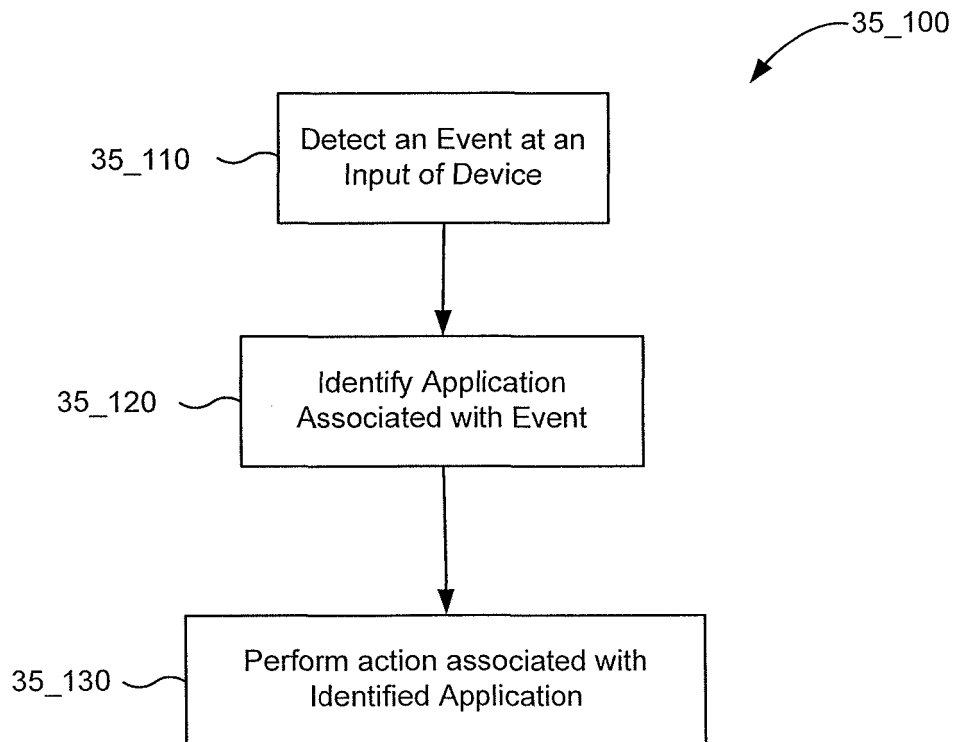 35_100
Detect an Event at an
Input of Device
35_110
Identify Application
Associated with Event
35_120
Perform action associated with
Identified Application
35_130